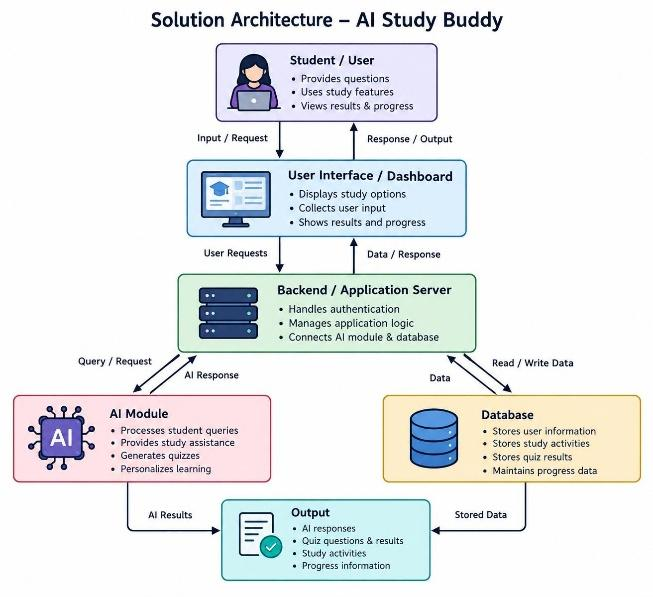 Solution Architecture – AI Study Buddy
Student / User
• Provides questions
• Uses study features
• Views results & progress
Input / Request
Response / Output
User Interface / Dashboard
• Displays study options
• Collects user input
• Shows results and progress
User Requests
Data / Response
Backend / Application Server
• Handles authentication
• Manages application logic
• Connects AI module & database
Query / Request
AI Response
Data
Read / Write Data
AI
AI Module
• Processes student queries
• Provides study assistance
• Generates quizzes
• Personalizes learning
Database
• Stores user information
• Stores study activities
• Stores quiz results
• Maintains progress data
AI Results
Stored Data
Output
• AI responses
• Quiz questions & results
• Study activities
• Progress information